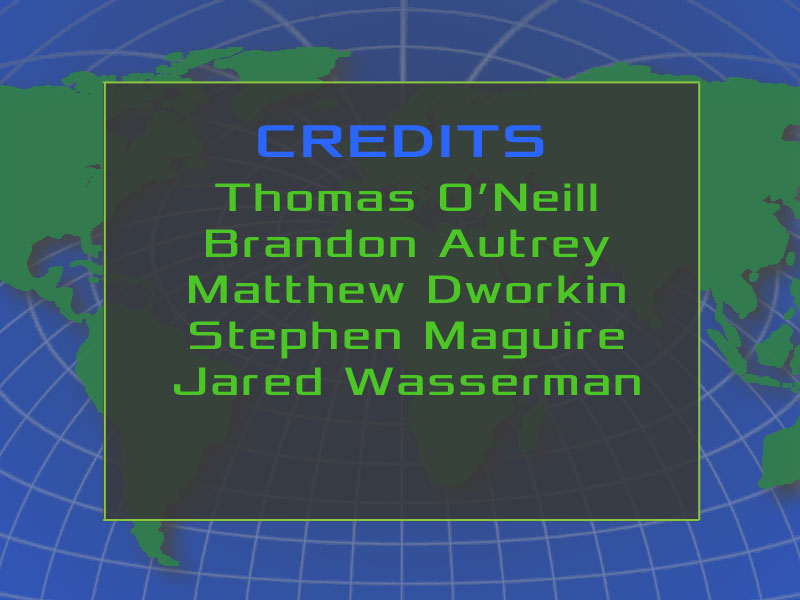 CREDITS
Thomas O'Neill
Brandon Autrey
Matthew Dworkin
Stephen Maguire
Jared Wasserman